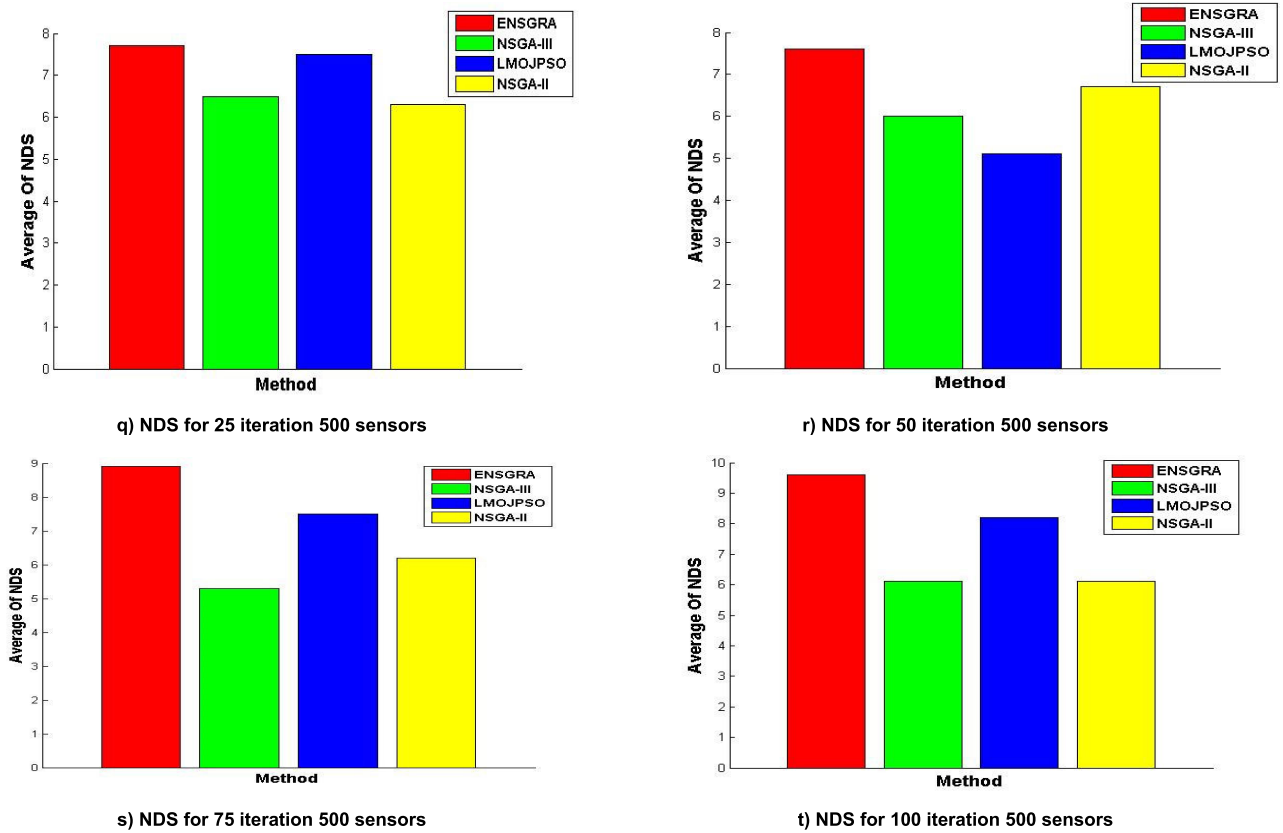 ENSGRA
NSGA-III
LMOJPSO
NSGA-II
8
7
6
5
4
3
2
1
0
Average Of NDS
Method
q) NDS for 25 iteration 500 sensors
ENSGRA
NSGA-III
LMOJPSO
NSGA-II
8
7
6
5
4
3
2
1
0
Average Of NDS
Method
r) NDS for 50 iteration 500 sensors
ENSGRA
NSGA-III
LMOJPSO
NSGA-II
9
8
7
6
5
4
3
2
1
0
Average Of NDS
Method
s) NDS for 75 iteration 500 sensors
ENSGRA
NSGA-III
LMOJPSO
NSGA-II
10
9
8
7
6
5
4
3
2
1
0
Average Of NDS
Method
t) NDS for 100 iteration 500 sensors